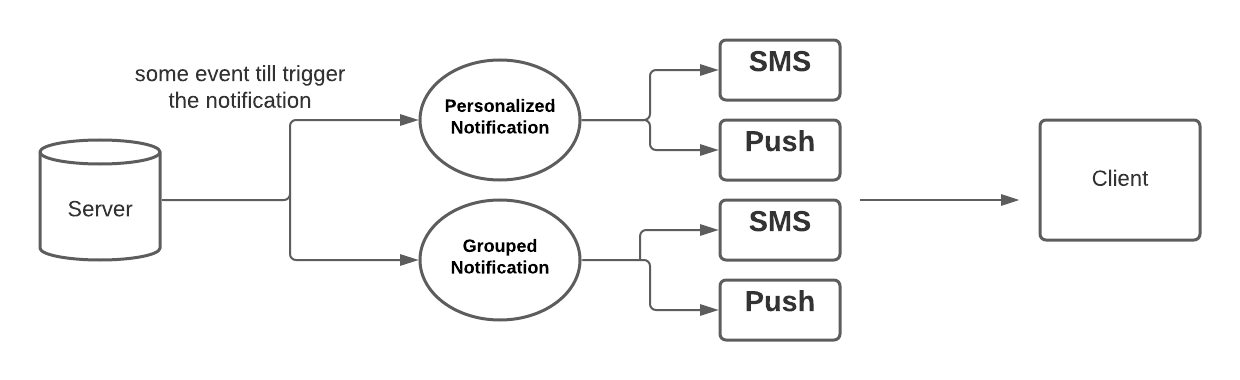 some event till trigger
the notification
Server
Personalized
Notification
SMS
Push
Grouped
Notification
SMS
Push
Client